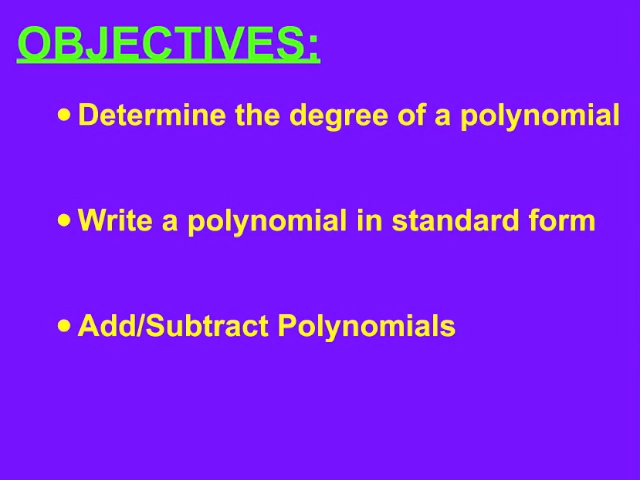 OBJECTIVES:
• Determine the degree of a polynomial
• Write a polynomial in standard form
• Add/Subtract Polynomials